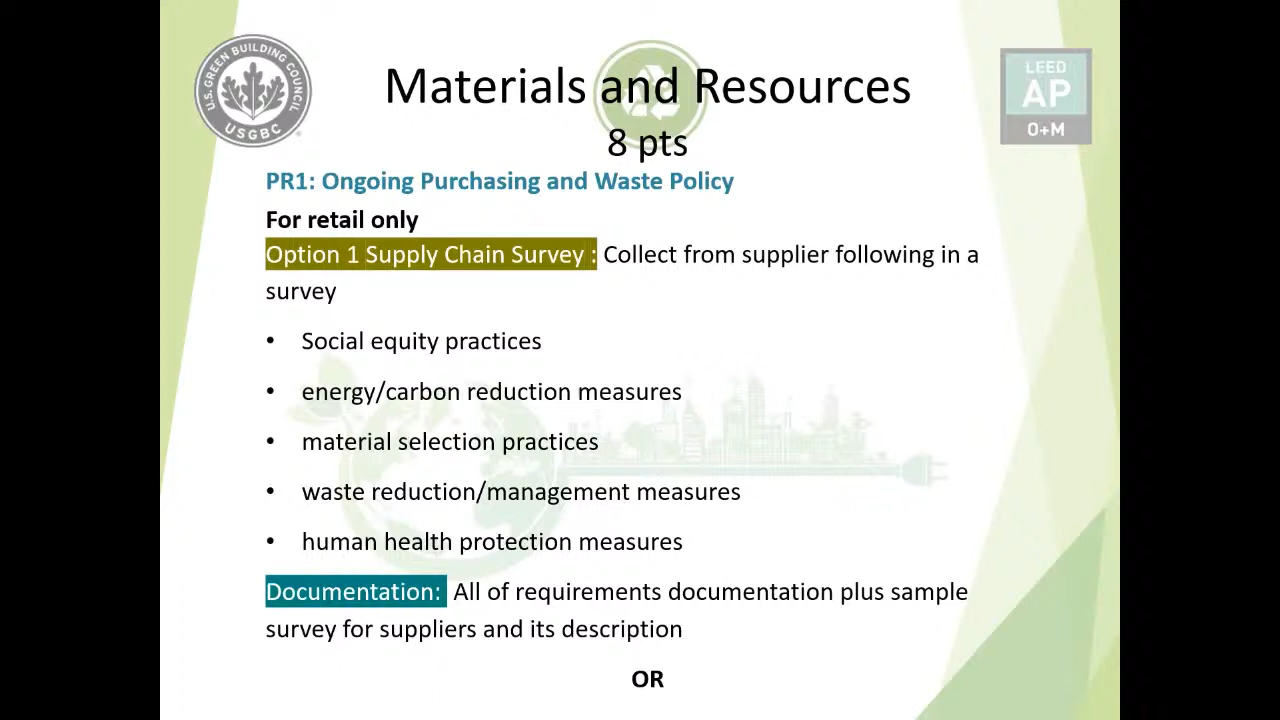 U.S. GREEN BUILDING COUNCIL
USGBC
LEED
AP
O+M
Materials and Resources
8 pts
PR1: Ongoing Purchasing and Waste Policy
For retail only
Option 1 Supply Chain Survey : Collect from supplier following in a
survey
• Social equity practices
• energy/carbon reduction measures
• material selection practices
• waste reduction/management measures
• human health protection measures
Documentation: All of requirements documentation plus sample
survey for suppliers and its description
OR